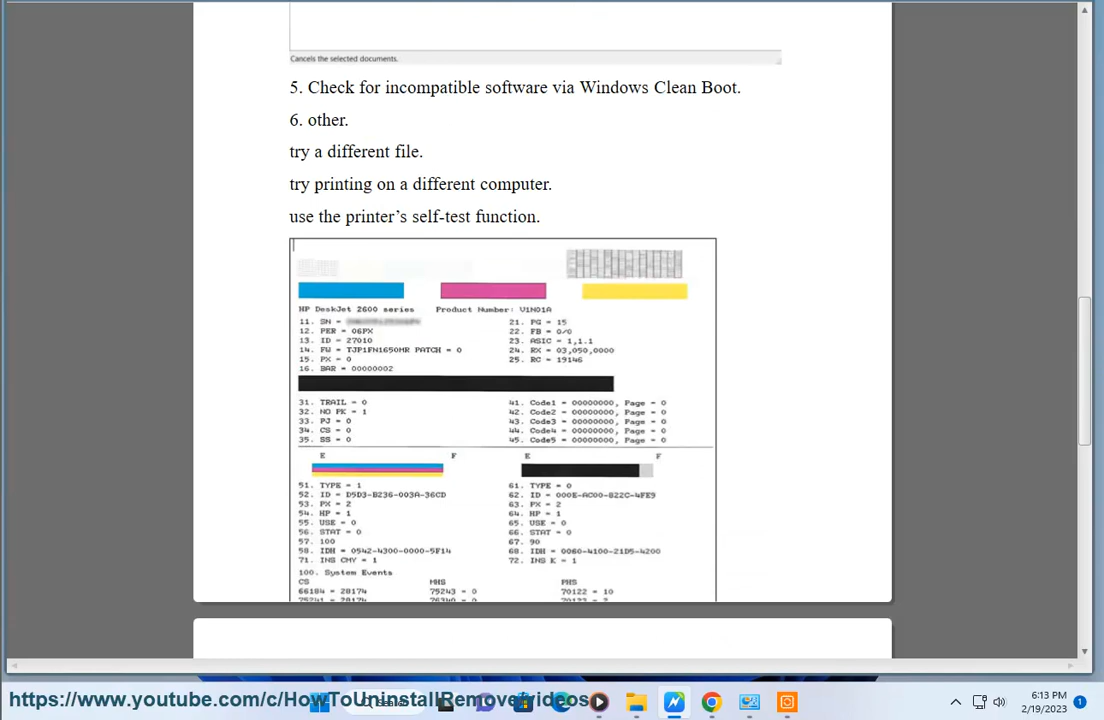 Cancels the selected documents.
5. Check for incompatible software via Windows Clean Boot.
6. other.
try a different file.
try printing on a different computer.
use the printer's self-test function.
HP DeskJet 2600 series Product Number: V1N01A
11. SN =
12. PER = 06PX
13. ID = 27010
14. FW = TJP1FN1650MR PATCH = 0
15. PX = 0
16. BAR = 00000002
21. PG = 15
22. FB = 0/0
23. ASIC = 1,1.1
24. RX = 03,050,0000
25. RC = 19146
31. TRAIL = 0
32. NO PK = 1
33. PJ = 0
34. CS = 0
35. SS = 0
41. Code1 = 00000000, Page = 0
42. Code2 = 00000000, Page = 0
43. Code3 = 00000000, Page = 0
44. Code4 = 00000000, Page = 0
45. Code5 = 00000000, Page = 0
E F E F
51. TYPE = 1
52. ID = D5D3-B236-003A-36CD
53. PX = 2
54. HP = 1
55. USE = 0
56. STAT = 0
57. 100
58. IDH = 0542-4300-0000-5F14
71. INS CMY = 1
61. TYPE = 0
62. ID = 000E-AC00-822C-4FE9
63. PX = 2
64. HP = 1
65. USE = 0
66. STAT = 0
67. 90
68. IDH = 0060-4100-21D5-4200
72. INS K = 1
100. System Events
CS MHS PHS
66184 = 28174 75243 = 0 70122 = 10
https://www.youtube.com/c/HowToUninstallRemove/videos
6:13 PM
2/19/2023
1